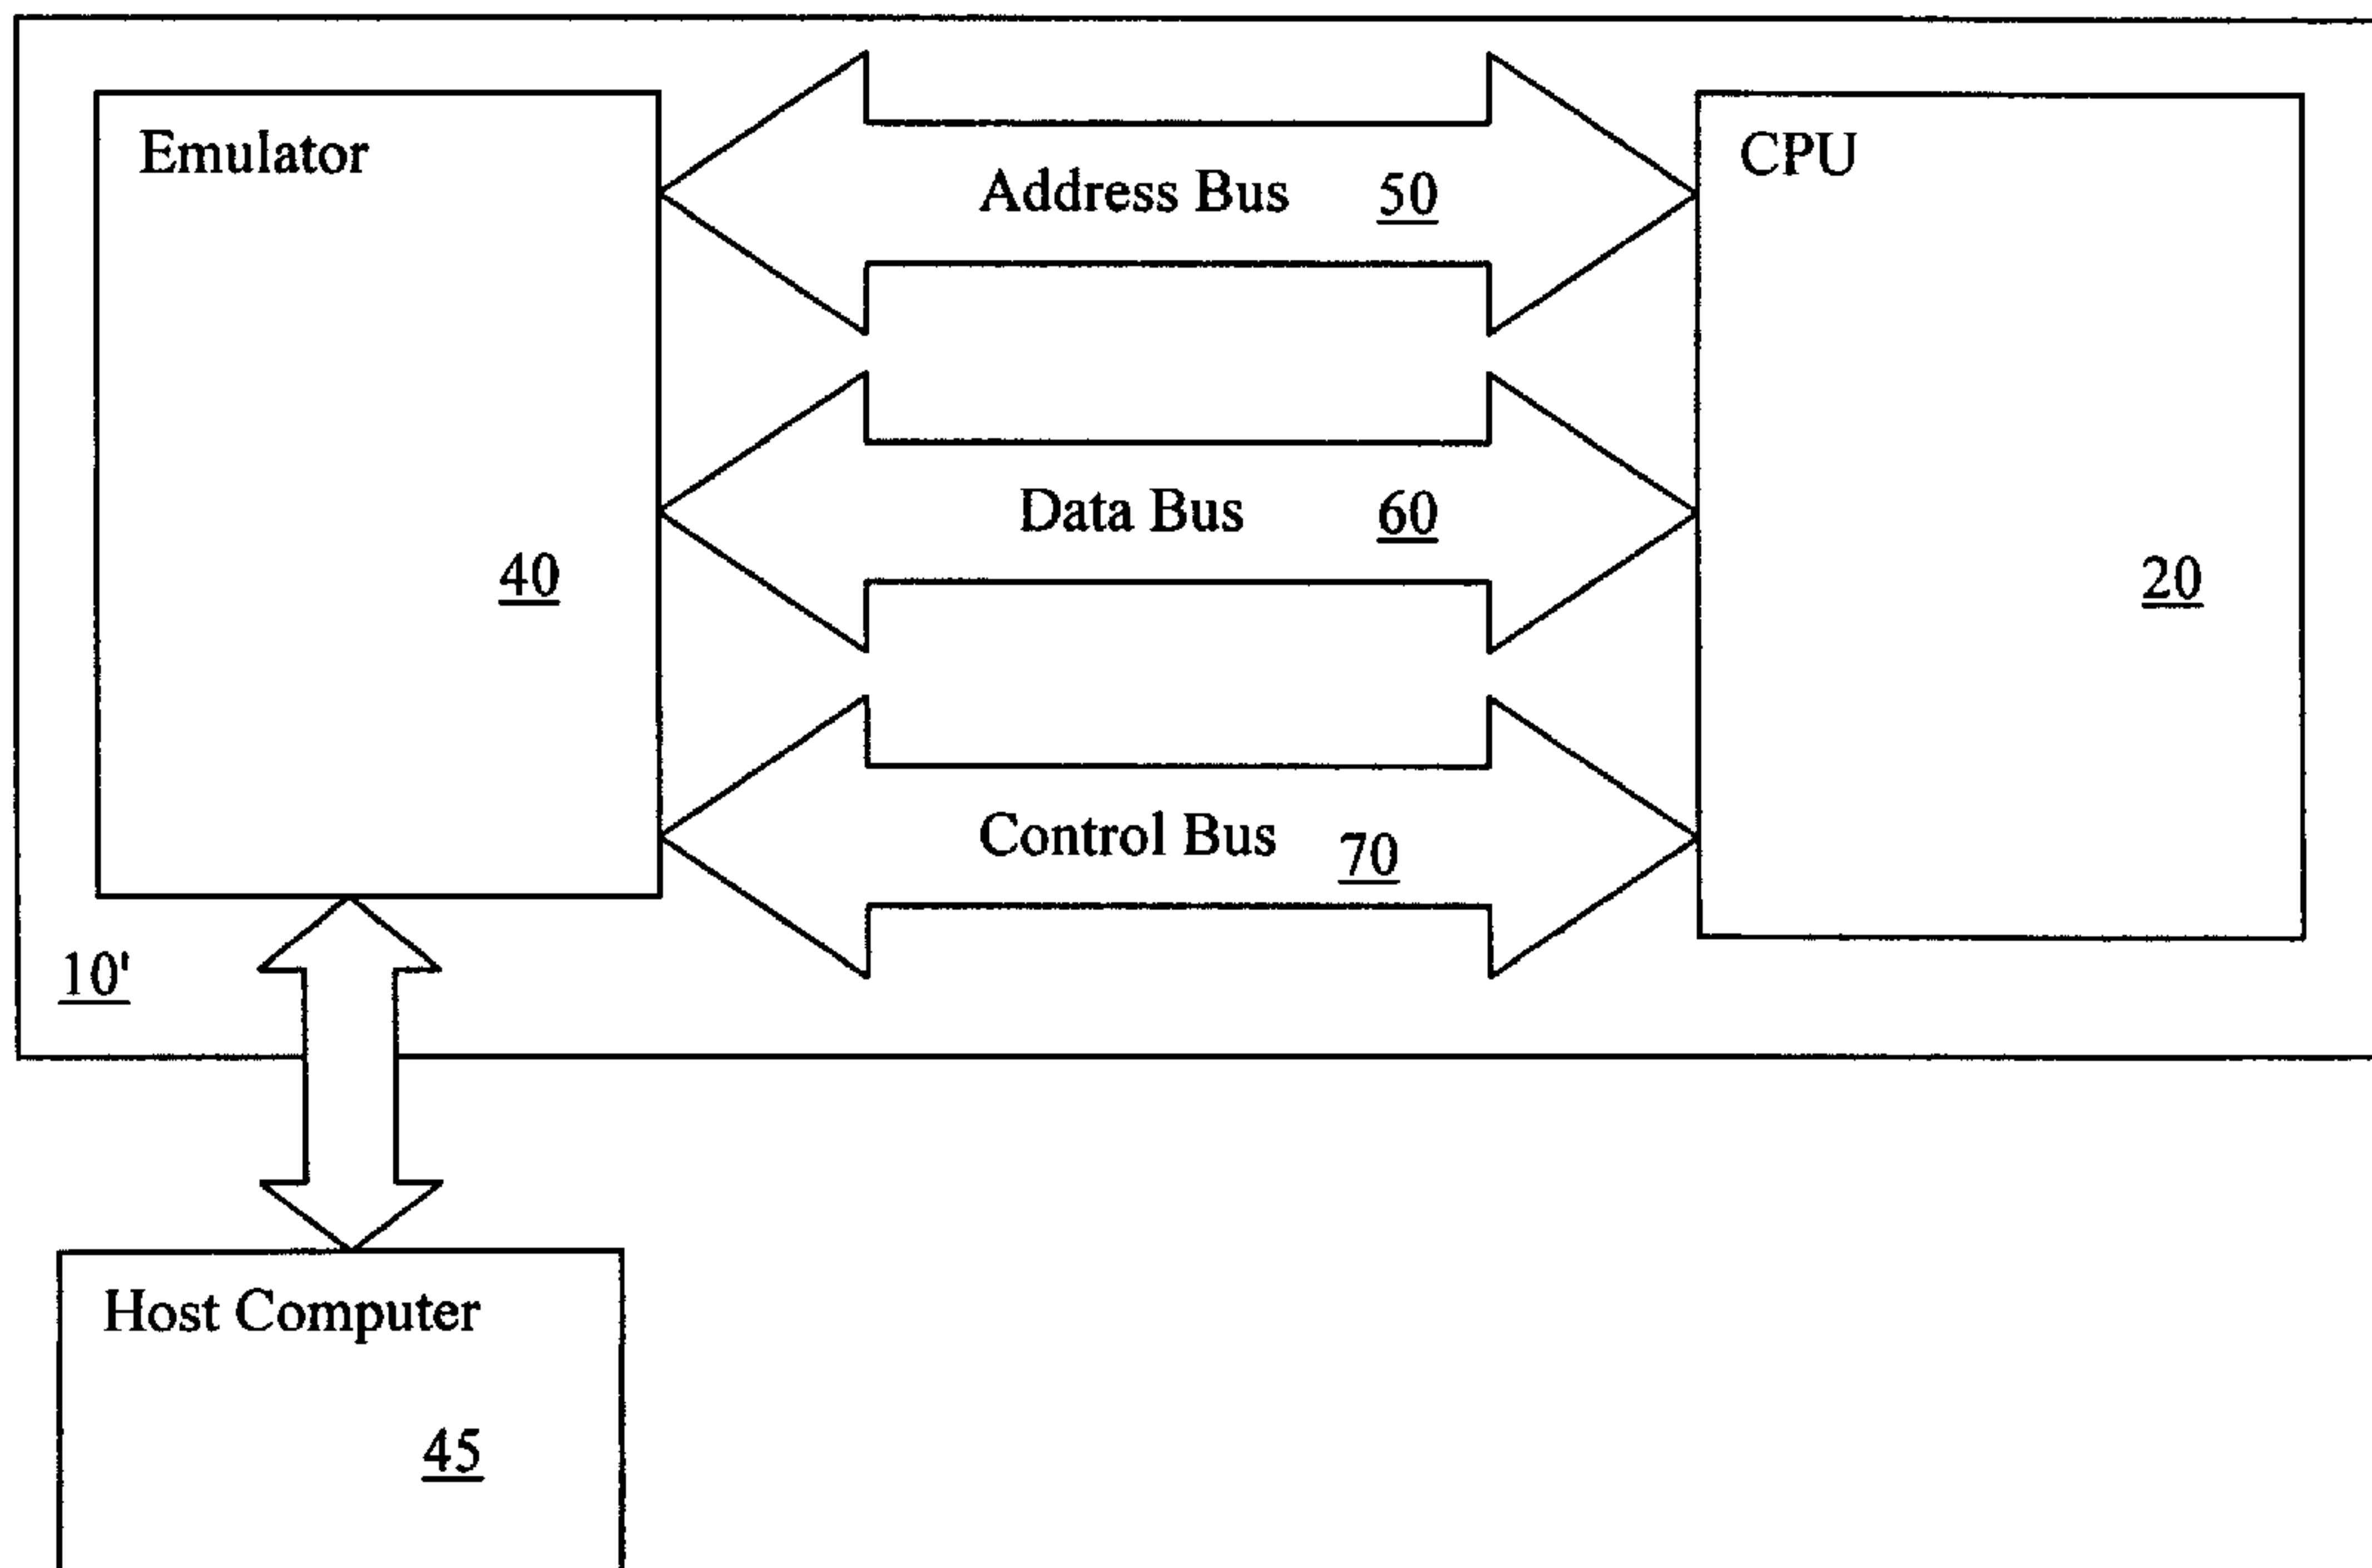 Emulator
40
Address Bus 50
Data Bus 60
Control Bus 70
CPU
20
10'
Host Computer
45